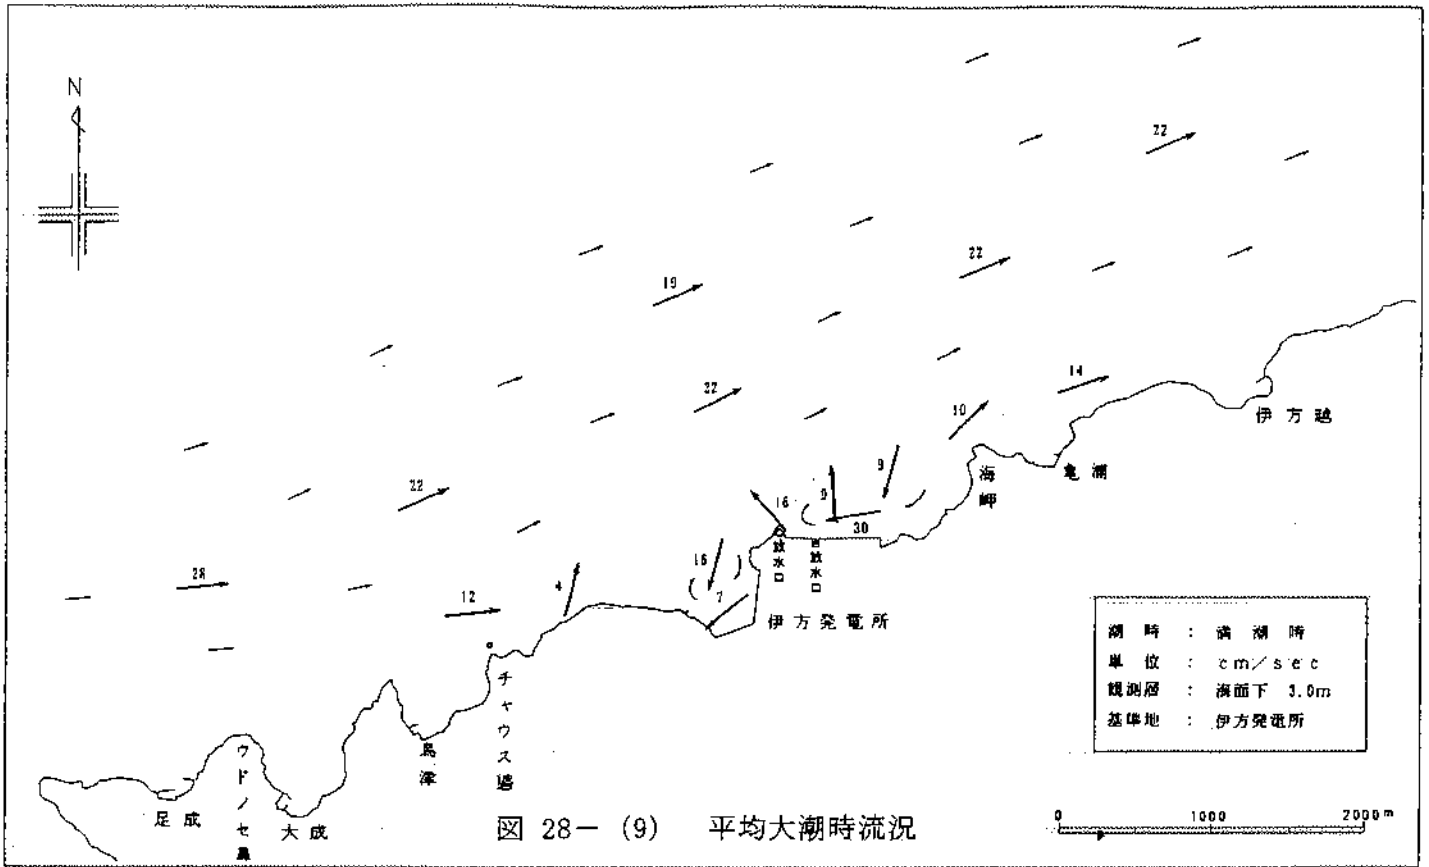 N
22
22
19
22
14
10
伊方越
亀浦
海岬
22
9
9
16
30
放水口
放水口
16
7
伊方発電所
28
12
4
チャウス碆
鳥津
ウドノセ鼻
足成
大成
潮時 : 満潮時
単位 : cm/sec
観測層 : 海面下 3.0m
基準地 : 伊方発電所
図 28-(9) 平均大潮時流況
0 1000 2000m